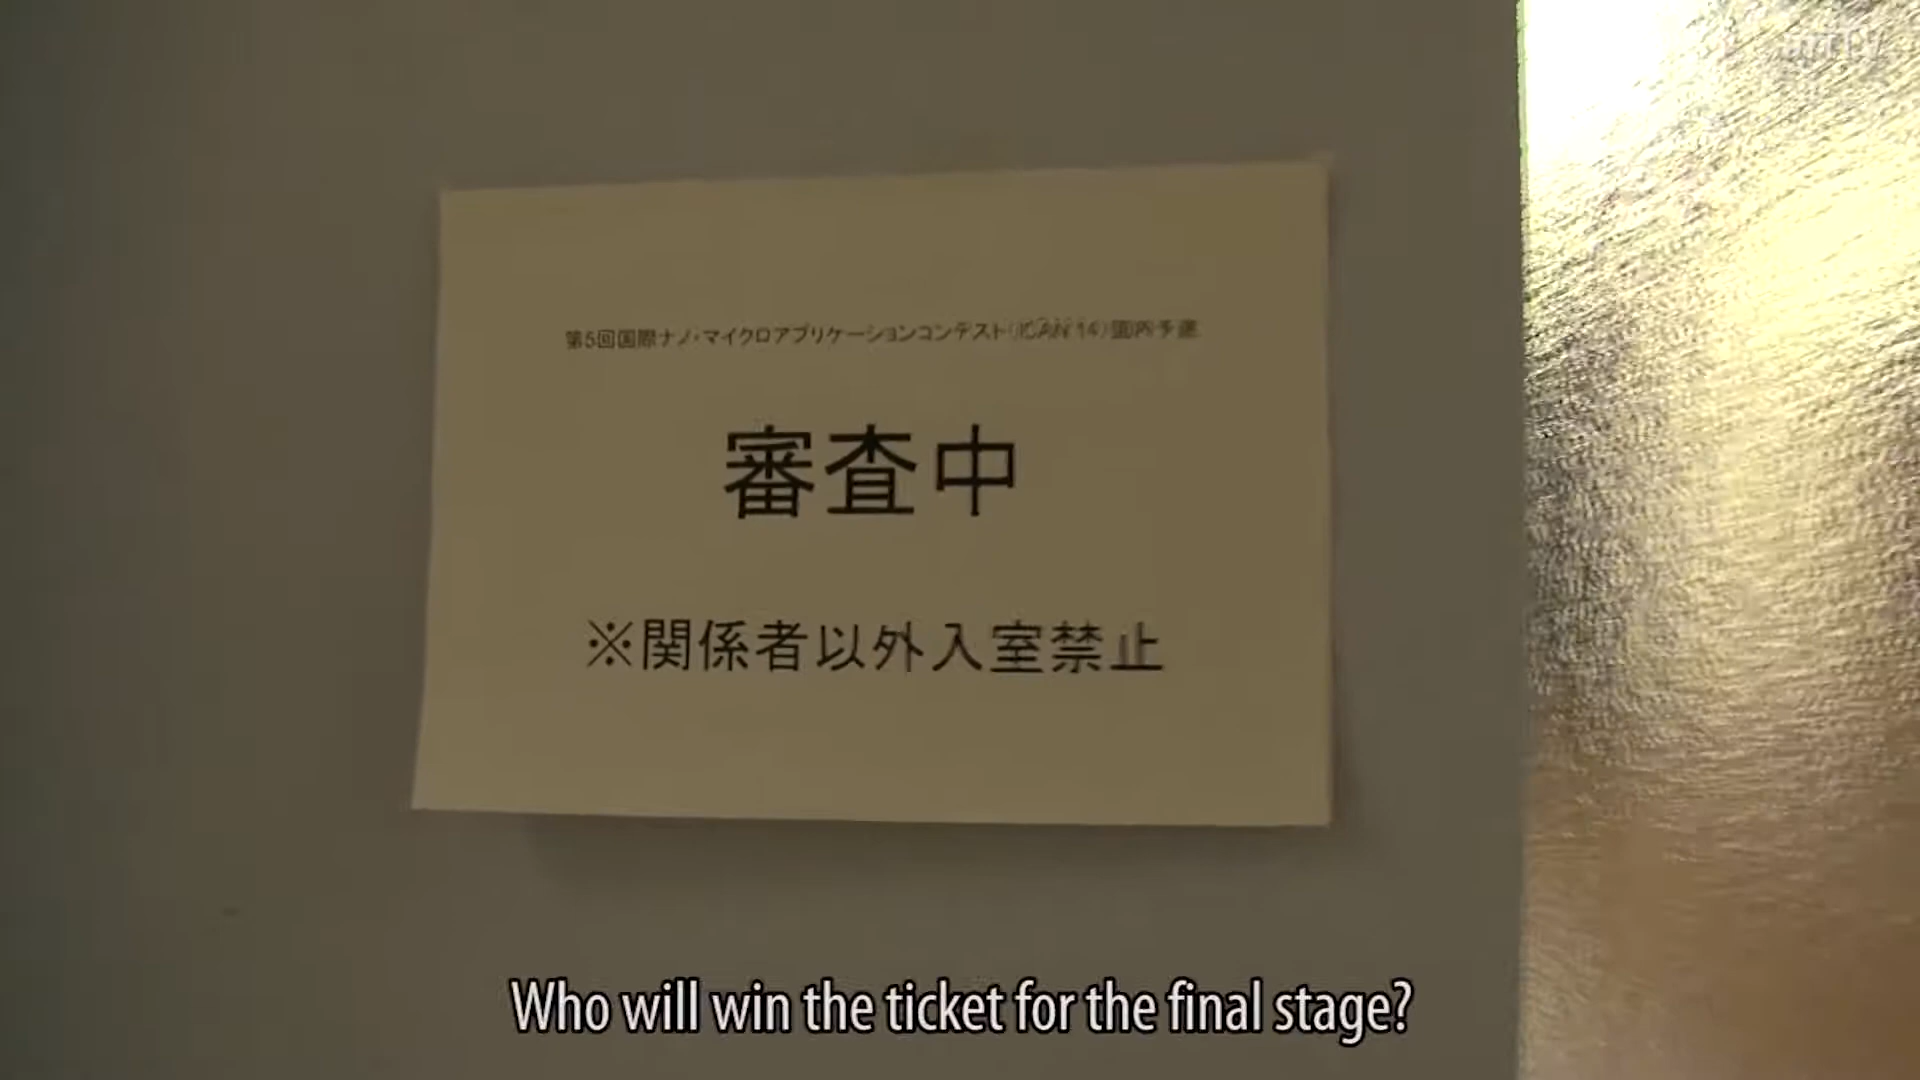 第5回国際ナノ・マイクロアプリケーションコンテスト(iCAN'14)国内予選
審査中
※関係者以外入室禁止
Who will win the ticket for the final stage?